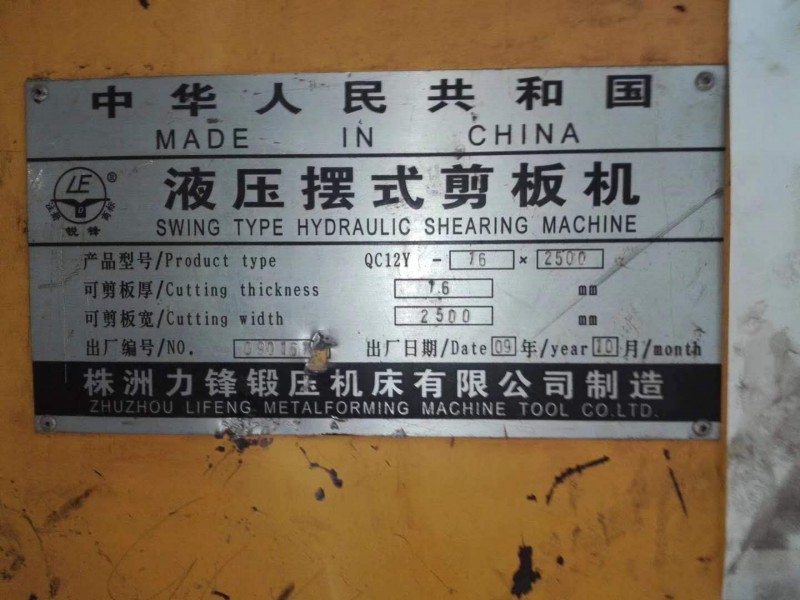 中华人民共和国
MADE IN CHINA
LE ®
锐锋
液压摆式剪板机
SWING TYPE HYDRAULIC SHEARING MACHINE
产品型号/Product type QC12Y - 16 × 2500
可剪板厚/Cutting thickness 16 mm
可剪板宽/Cutting width 2500 mm
出厂编号/NO. 出厂日期/Date 09 年/year 10 月/month
株洲力锋锻压机床有限公司制造
ZHUZHOU LIFENG METALFORMING MACHINE TOOL CO.LTD.